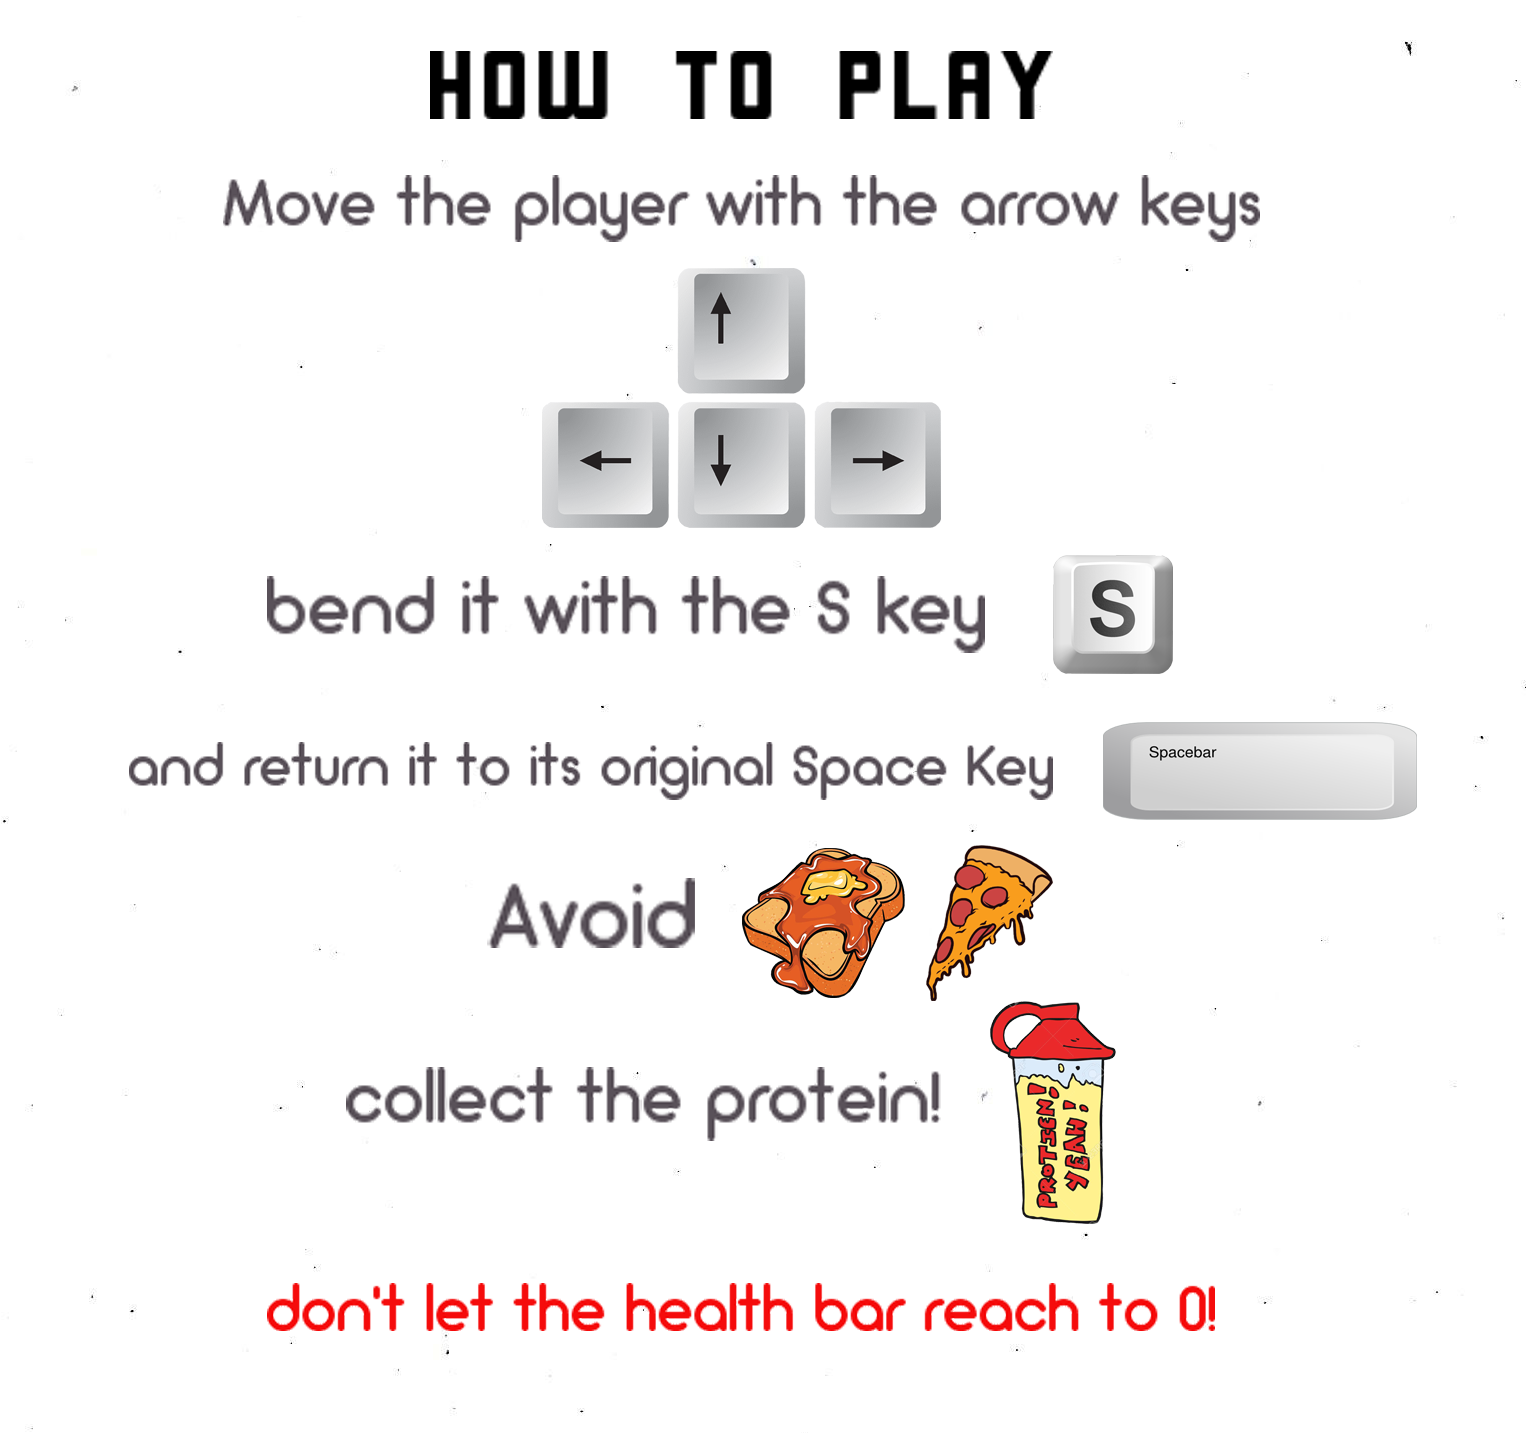 HOW TO PLAY
Move the player with the arrow keys
bend it with the S key
S
and return it to its original Space Key
Spacebar
Avoid
collect the protein!
PROTIEN!
YEAH!
don't let the health bar reach to 0!